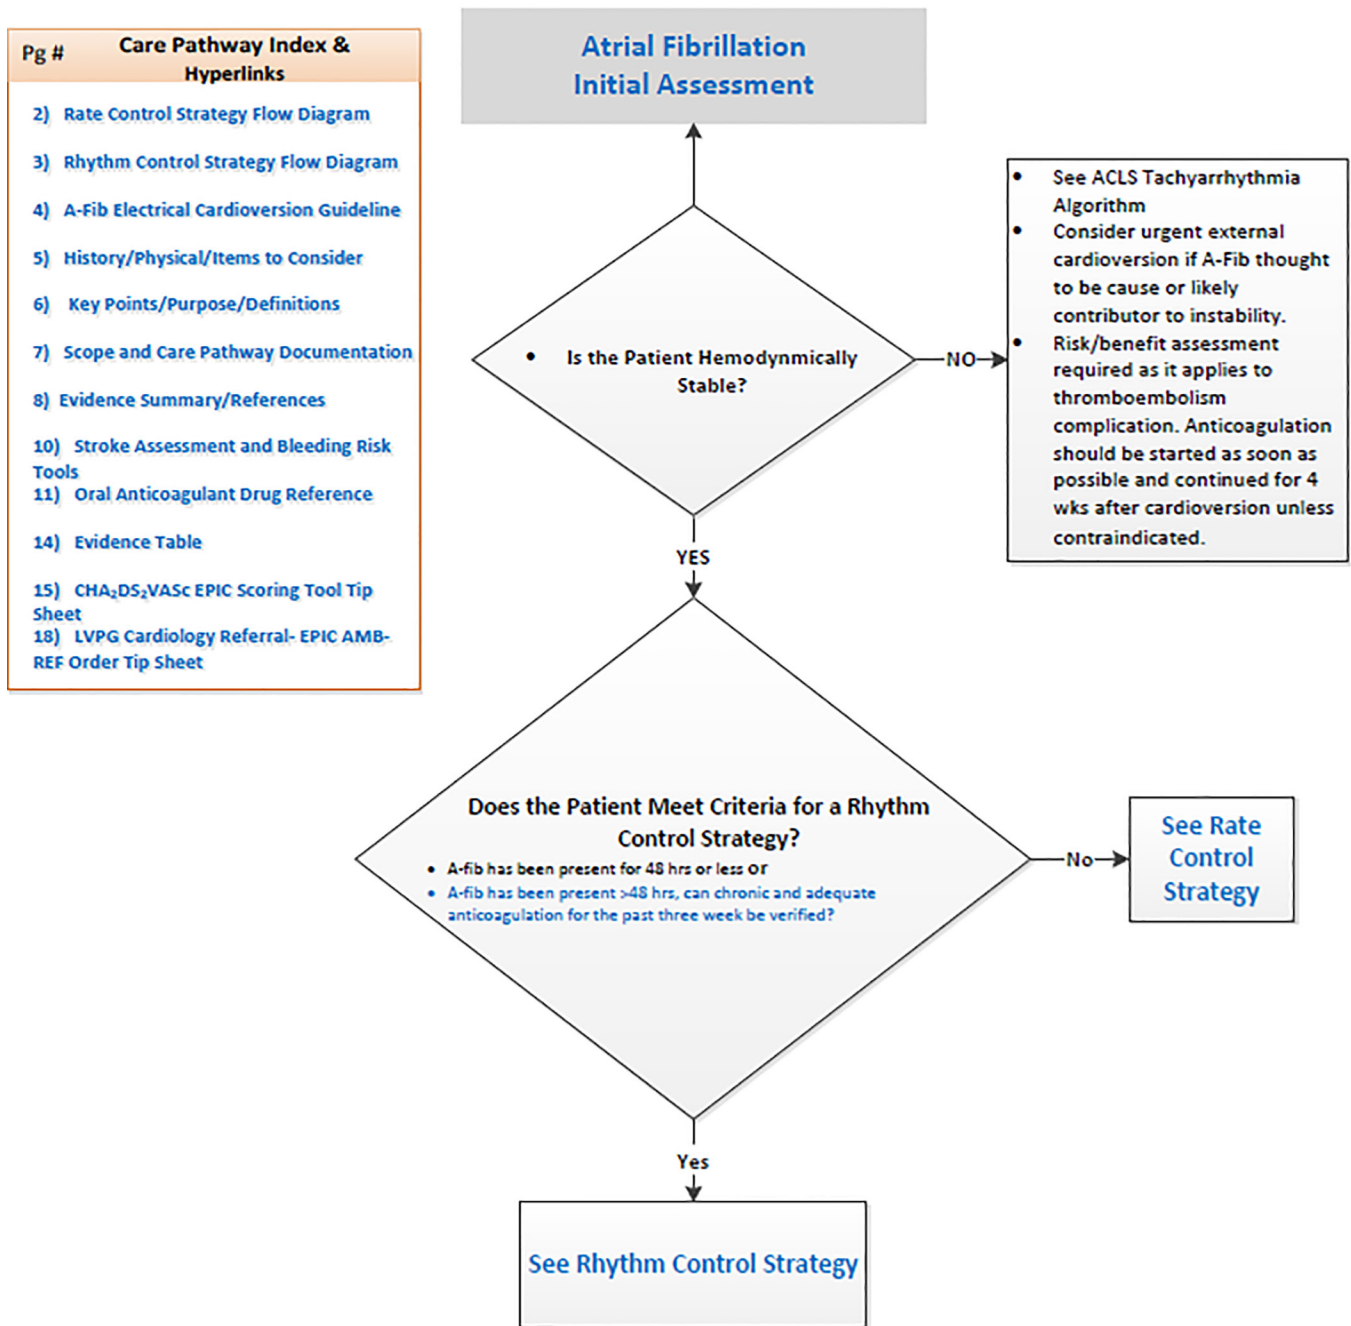 Pg #
Care Pathway Index &
Hyperlinks
2) Rate Control Strategy Flow Diagram
3) Rhythm Control Strategy Flow Diagram
4) A-Fib Electrical Cardioversion Guideline
5) History/Physical/Items to Consider
6) Key Points/Purpose/Definitions
7) Scope and Care Pathway Documentation
8) Evidence Summary/References
10) Stroke Assessment and Bleeding Risk
Tools
11) Oral Anticoagulant Drug Reference
14) Evidence Table
15) CHA₂DS₂VASc EPIC Scoring Tool Tip
Sheet
18) LVPG Cardiology Referral- EPIC AMB-
REF Order Tip Sheet
Atrial Fibrillation
Initial Assessment
• Is the Patient Hemodynmically
Stable?
NO
• See ACLS Tachyarrhythmia
Algorithm
• Consider urgent external
cardioversion if A-Fib thought
to be cause or likely
contributor to instability.
• Risk/benefit assessment
required as it applies to
thromboembolism
complication. Anticoagulation
should be started as soon as
possible and continued for 4
wks after cardioversion unless
contraindicated.
YES
Does the Patient Meet Criteria for a Rhythm
Control Strategy?
• A-fib has been present for 48 hrs or less or
• A-fib has been present >48 hrs, can chronic and adequate
anticoagulation for the past three week be verified?
No
See Rate
Control
Strategy
Yes
See Rhythm Control Strategy